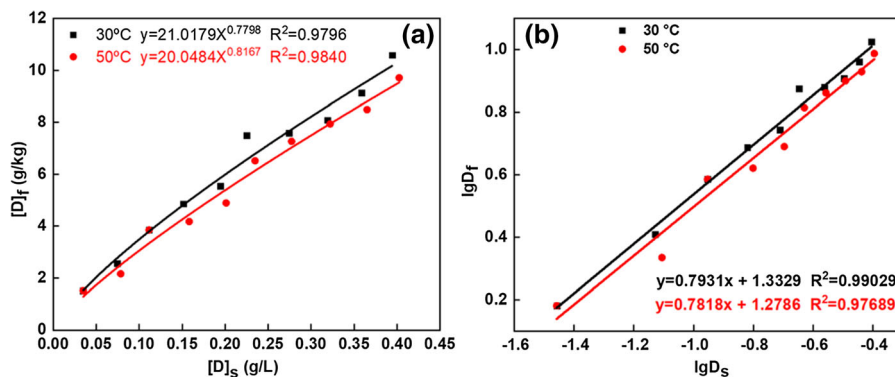 (a)
30ºC y=21.0179X^0.7798 R²=0.9796
50ºC y=20.0484X^0.8167 R²=0.9840
12
10
8
6
4
2
0
[D]f (g/kg)
0.00 0.05 0.10 0.15 0.20 0.25 0.30 0.35 0.40 0.45
[D]s (g/L)
(b)
30 °C
50 °C
1.0
0.8
0.6
0.4
0.2
lgDf
y=0.7931x + 1.3329 R²=0.99029
y=0.7818x + 1.2786 R²=0.97689
-1.6 -1.4 -1.2 -1.0 -0.8 -0.6 -0.4
lgDs